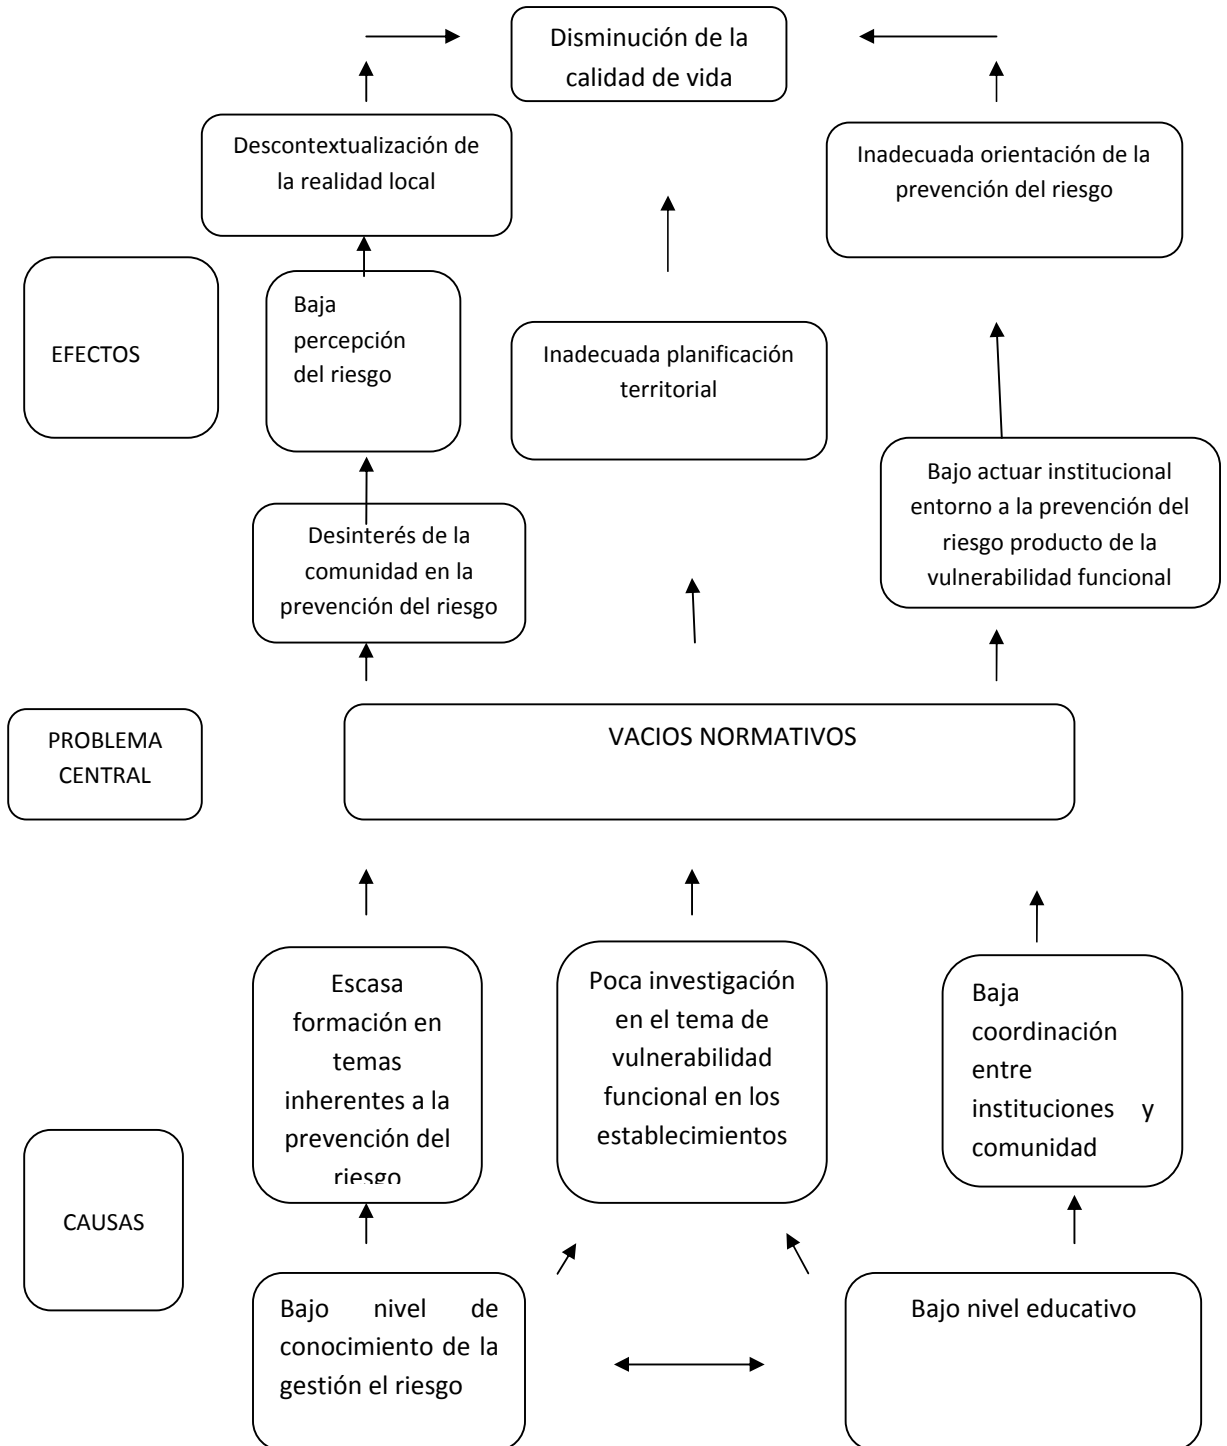 Disminución de la
calidad de vida
Descontextualización de
la realidad local
Inadecuada orientación de la
prevención del riesgo
EFECTOS
Baja
percepción
del riesgo
Inadecuada planificación
territorial
Bajo actuar institucional
entorno a la prevención del
riesgo producto de la
vulnerabilidad funcional
Desinterés de la
comunidad en la
prevención del riesgo
PROBLEMA
CENTRAL
VACIOS NORMATIVOS
Escasa
formación en
temas
inherentes a la
prevención del
riesgo
Poca investigación
en el tema de
vulnerabilidad
funcional en los
establecimientos
Baja
coordinación
entre
instituciones y
comunidad
CAUSAS
Bajo nivel de
conocimiento de la
gestión el riesgo
Bajo nivel educativo